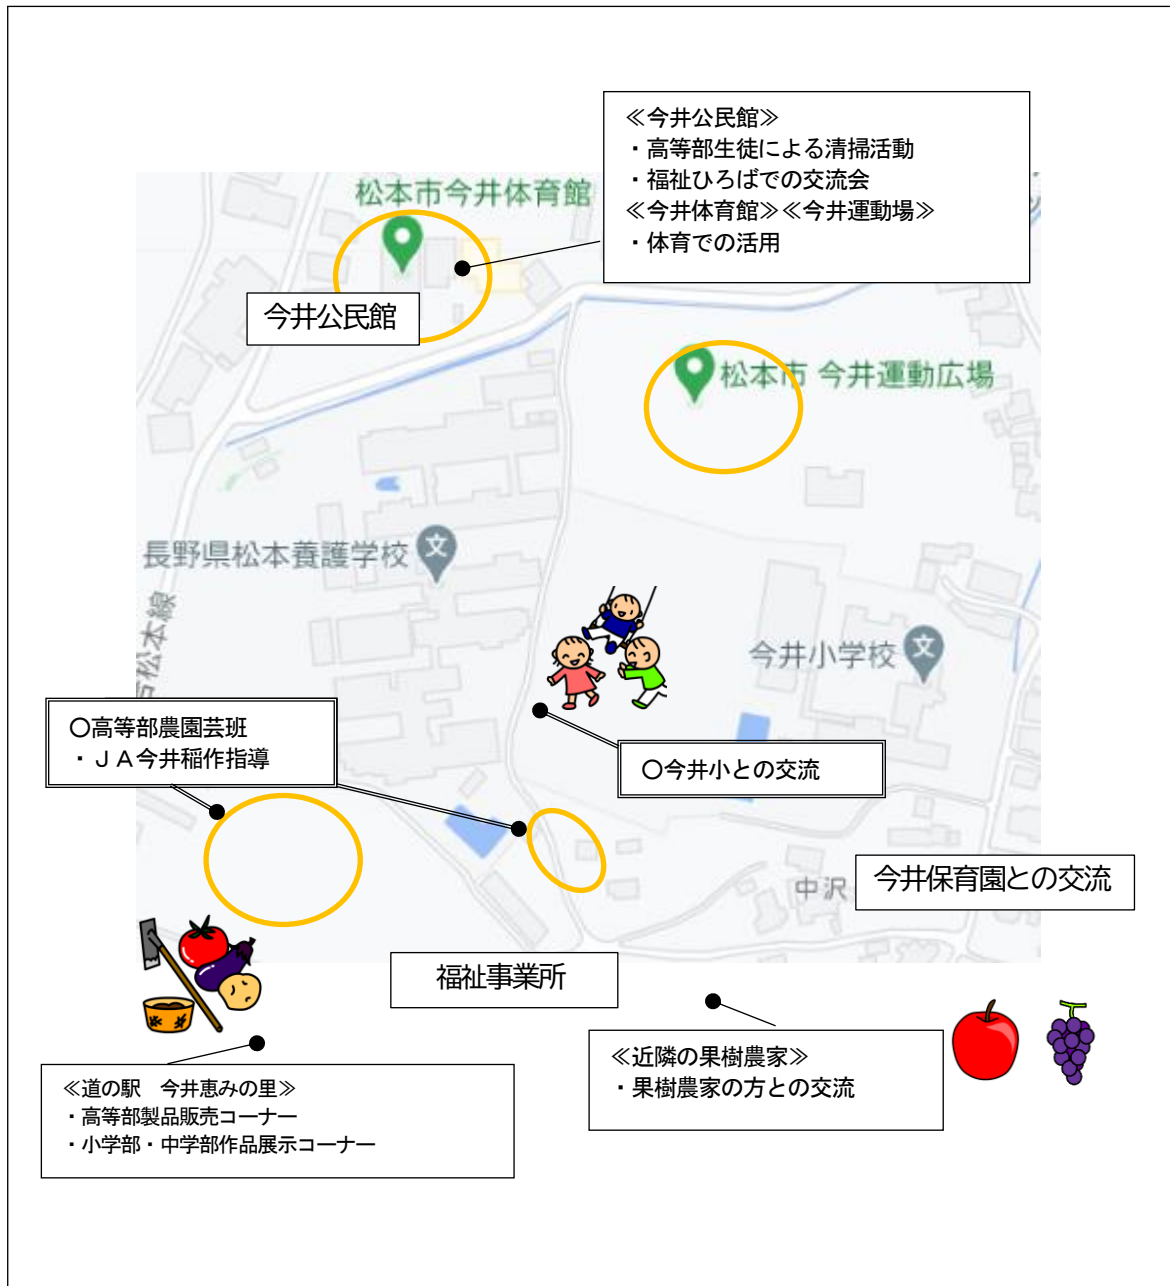 ≪今井公民館≫
・高等部生徒による清掃活動
・福祉ひろばでの交流会
≪今井体育館≫≪今井運動場≫
・体育での活用
松本市今井体育館
今井公民館
松本市 今井運動広場
長野県松本養護学校
文
今井小学校
文
松本線
○高等部農園芸班
・ＪＡ今井稲作指導
○今井小との交流
中沢
今井保育園との交流
福祉事業所
≪道の駅　今井恵みの里≫
・高等部製品販売コーナー
・小学部・中学部作品展示コーナー
≪近隣の果樹農家≫
・果樹農家の方との交流